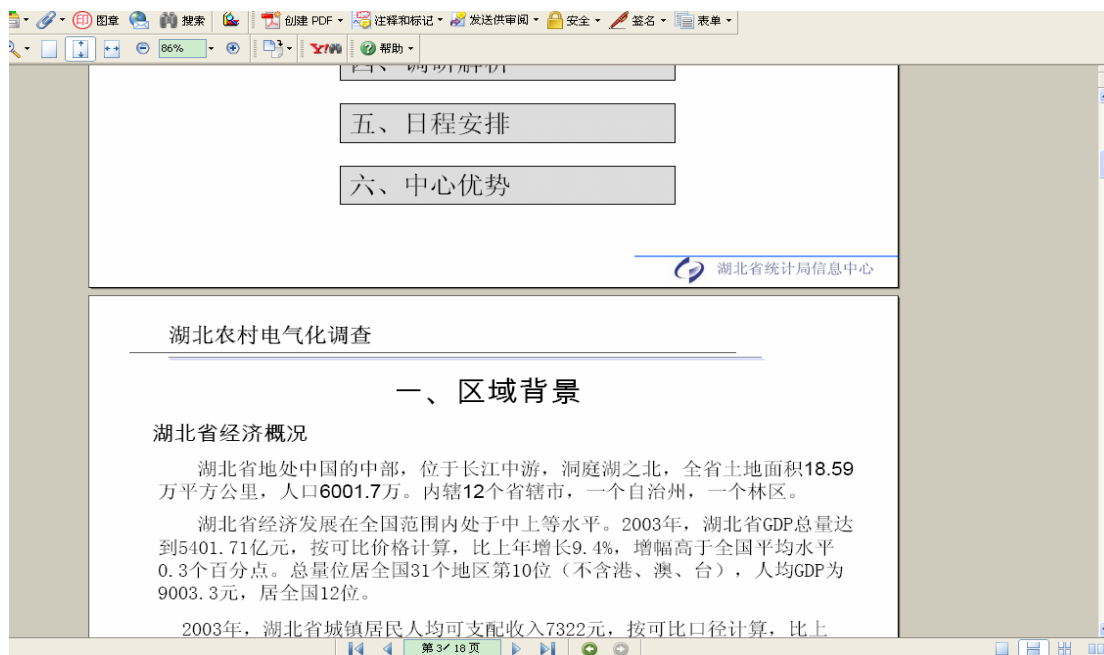 图章 搜索 创建 PDF 注释和标记 发送供审阅 安全 签名 表单
86% Y! 帮助
四、调研解析
五、日程安排
六、中心优势
湖北省统计局信息中心
湖北农村电气化调查
一、区域背景
湖北省经济概况
湖北省地处中国的中部，位于长江中游，洞庭湖之北，全省土地面积18.59
万平方公里，人口6001.7万。内辖12个省辖市，一个自治州，一个林区。
湖北省经济发展在全国范围内处于中上等水平。2003年，湖北省GDP总量达
到5401.71亿元，按可比价格计算，比上年增长9.4%，增幅高于全国平均水平
0.3个百分点。总量位居全国31个地区第10位（不含港、澳、台），人均GDP为
9003.3元，居全国12位。
2003年，湖北省城镇居民人均可支配收入7322元，按可比口径计算，比上
第 3/ 18 页